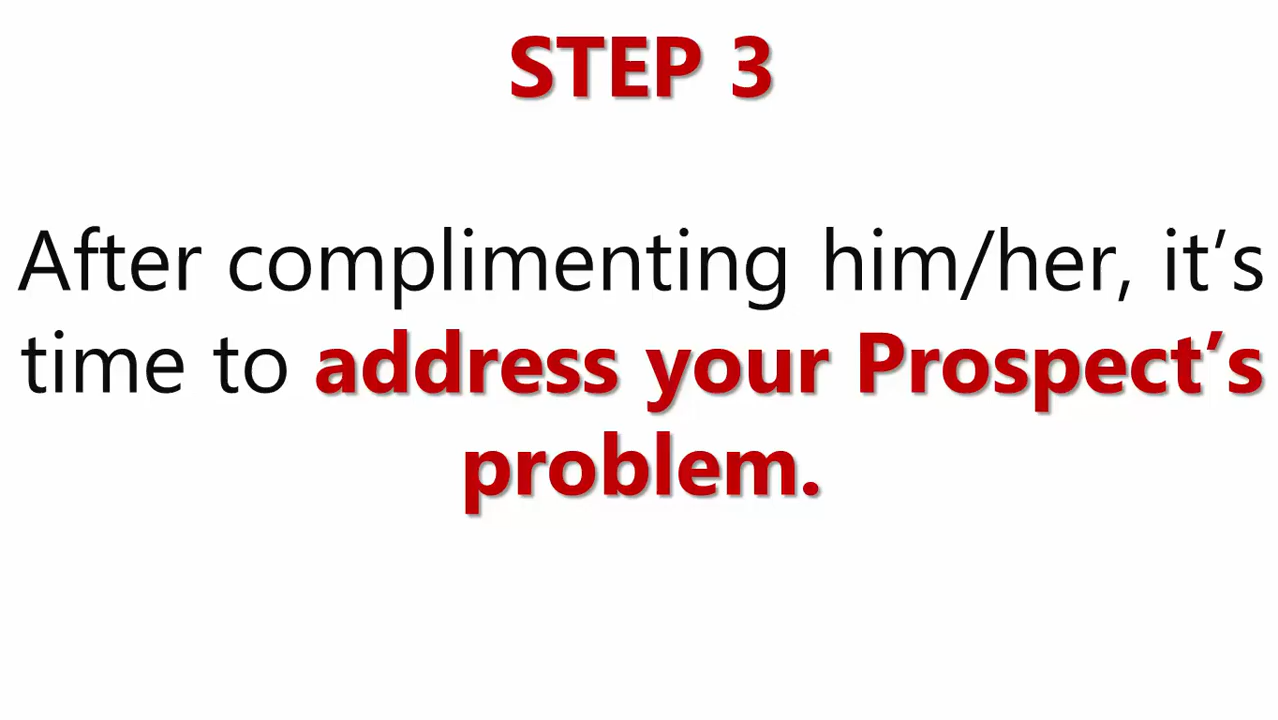 STEP 3
After complimenting him/her, it’s
time to address your Prospect’s
problem.